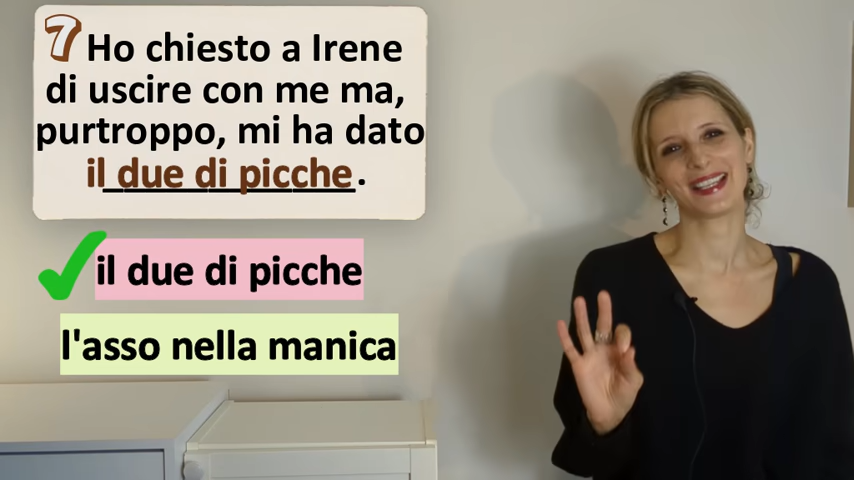 7 Ho chiesto a Irene
di uscire con me ma,
purtroppo, mi ha dato
il due di picche.
il due di picche
l'asso nella manica